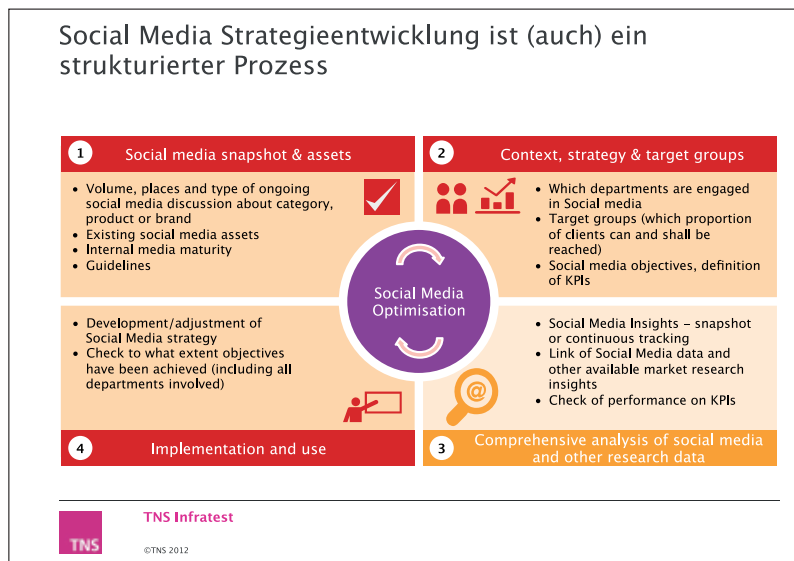 Social Media Strategieentwicklung ist (auch) ein
strukturierter Prozess
1 Social media snapshot & assets
• Volume, places and type of ongoing
social media discussion about category,
product or brand
• Existing social media assets
• Internal media maturity
• Guidelines
2 Context, strategy & target groups
• Which departments are engaged
in Social media
• Target groups (which proportion
of clients can and shall be
reached)
• Social media objectives, definition
of KPIs
Social Media
Optimisation
• Development/adjustment of
Social Media strategy
• Check to what extent objectives
have been achieved (including all
departments involved)
4 Implementation and use
• Social Media Insights – snapshot
or continuous tracking
• Link of Social Media data and
other available market research
insights
• Check of performance on KPIs
@
3 Comprehensive analysis of social media
and other research data
TNS
TNS Infratest
©TNS 2012